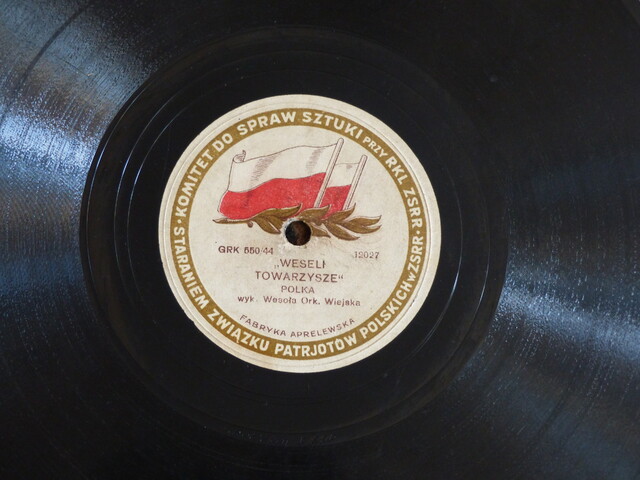 KOMITET DO SPRAW SZTUKI PRZY RKL ZSRR •
STARANIEM ZWIĄZKU PATRJOTÓW POLSKICH W ZSRR •
GRK 550/44 12027
„WESELI
TOWARZYSZE“
POLKA
wyk. Wesoła Ork. Wiejska
FABRYKA APRELEWSKA